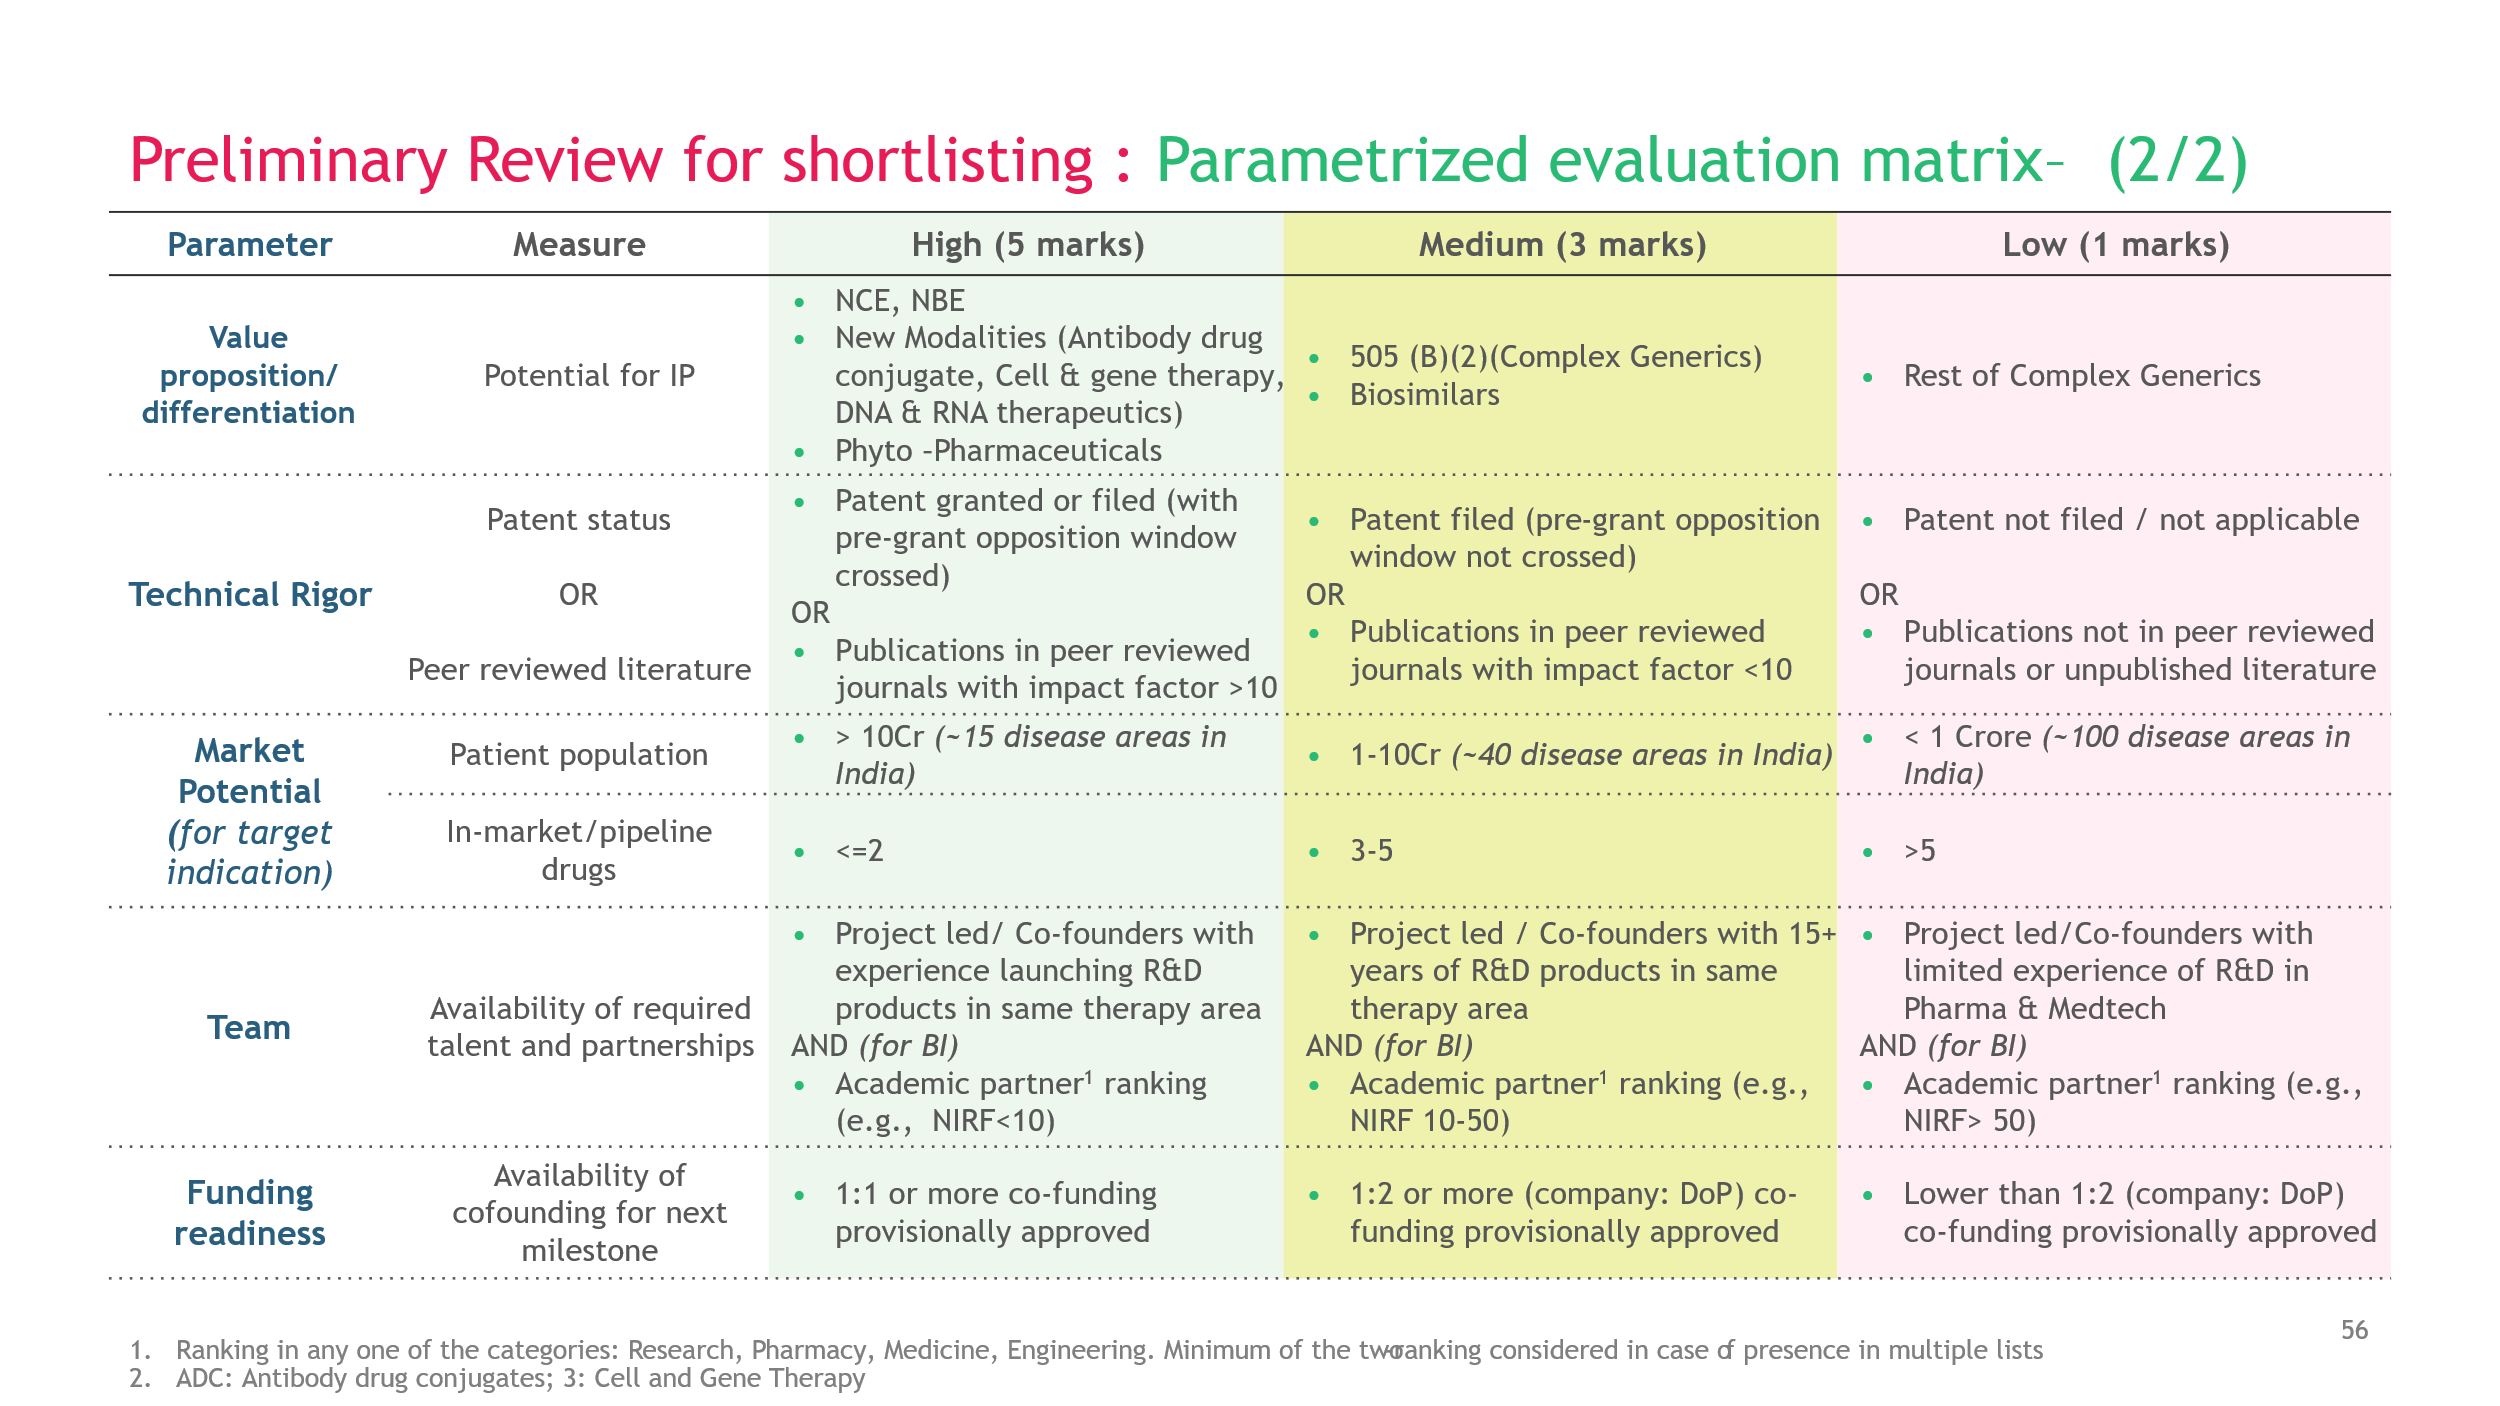 Preliminary Review for shortlisting : Parametrized evaluation matrix– (2/2)
Parameter
Measure
High (5 marks)
Medium (3 marks)
Low (1 marks)
Value
proposition/
differentiation
Potential for IP
• NCE, NBE
• New Modalities (Antibody drug
conjugate, Cell & gene therapy,
DNA & RNA therapeutics)
• Phyto –Pharmaceuticals
• 505 (B)(2)(Complex Generics)
• Biosimilars
• Rest of Complex Generics
Technical Rigor
Patent status
OR
Peer reviewed literature
• Patent granted or filed (with
pre-grant opposition window
crossed)
OR
• Publications in peer reviewed
journals with impact factor >10
• Patent filed (pre-grant opposition
window not crossed)
OR
• Publications in peer reviewed
journals with impact factor <10
• Patent not filed / not applicable
OR
• Publications not in peer reviewed
journals or unpublished literature
Market
Potential
(for target
indication)
Patient population
• > 10Cr (~15 disease areas in
India)
• 1-10Cr (~40 disease areas in India)
• < 1 Crore (~100 disease areas in
India)
In-market/pipeline
drugs
• <=2
• 3-5
• >5
Team
Availability of required
talent and partnerships
• Project led/ Co-founders with
experience launching R&D
products in same therapy area
AND (for BI)
• Academic partner¹ ranking
(e.g., NIRF<10)
• Project led / Co-founders with 15+
years of R&D products in same
therapy area
AND (for BI)
• Academic partner¹ ranking (e.g.,
NIRF 10-50)
• Project led/Co-founders with
limited experience of R&D in
Pharma & Medtech
AND (for BI)
• Academic partner¹ ranking (e.g.,
NIRF> 50)
Funding
readiness
Availability of
cofounding for next
milestone
• 1:1 or more co-funding
provisionally approved
• 1:2 or more (company: DoP) co-
funding provisionally approved
• Lower than 1:2 (company: DoP)
co-funding provisionally approved
56
1. Ranking in any one of the categories: Research, Pharmacy, Medicine, Engineering. Minimum of the two-ranking considered in case of presence in multiple lists
2. ADC: Antibody drug conjugates; 3: Cell and Gene Therapy